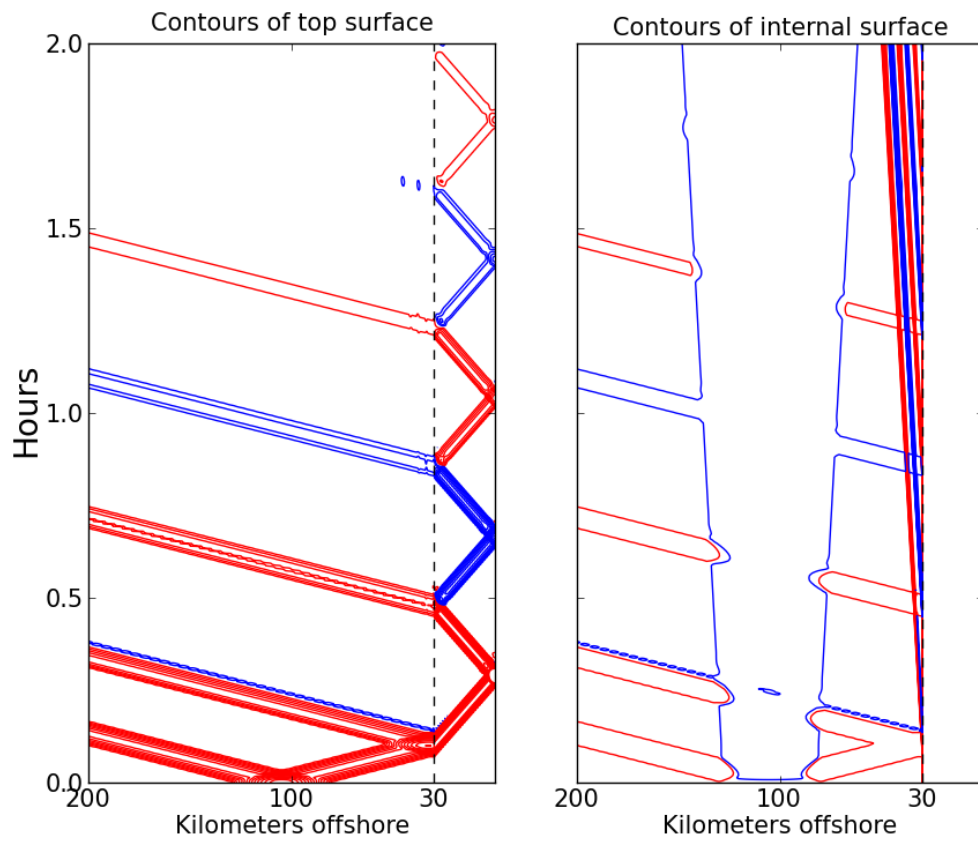 Contours of top surface
Contours of internal surface
2.0
1.5
1.0
0.5
0.0
Hours
200 100 30
Kilometers offshore
200 100 30
Kilometers offshore